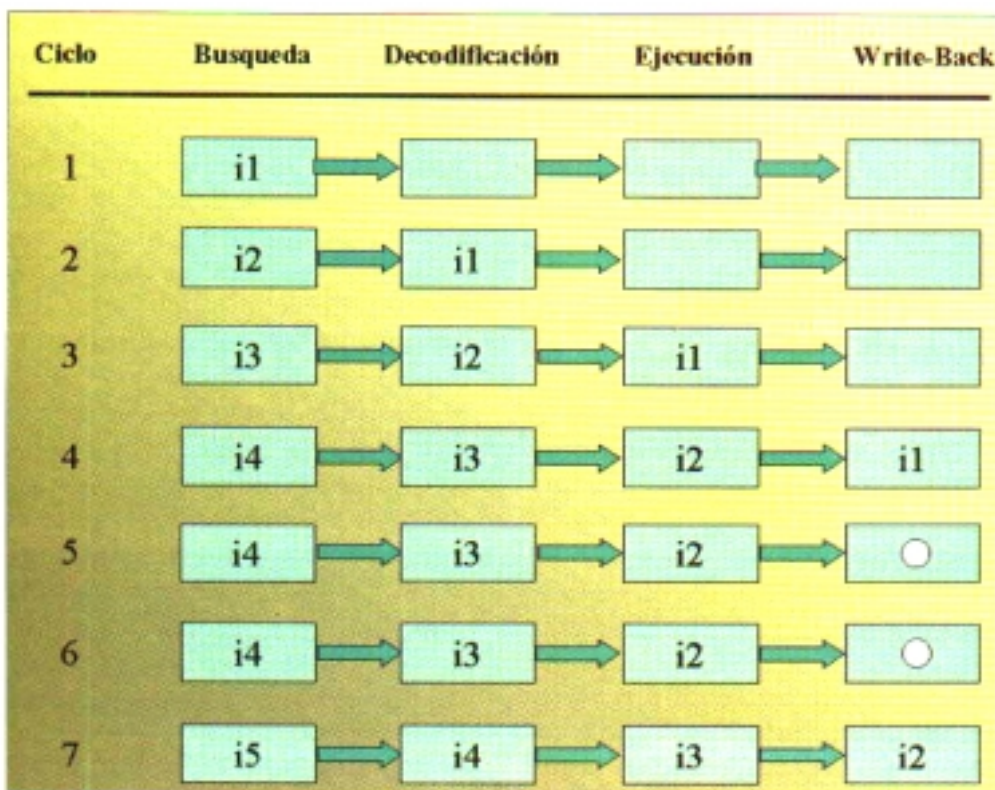 Ciclo Busqueda Decodificación Ejecución Write-Back
1 i1
2 i2 i1
3 i3 i2 i1
4 i4 i3 i2 i1
5 i4 i3 i2
6 i4 i3 i2
7 i5 i4 i3 i2